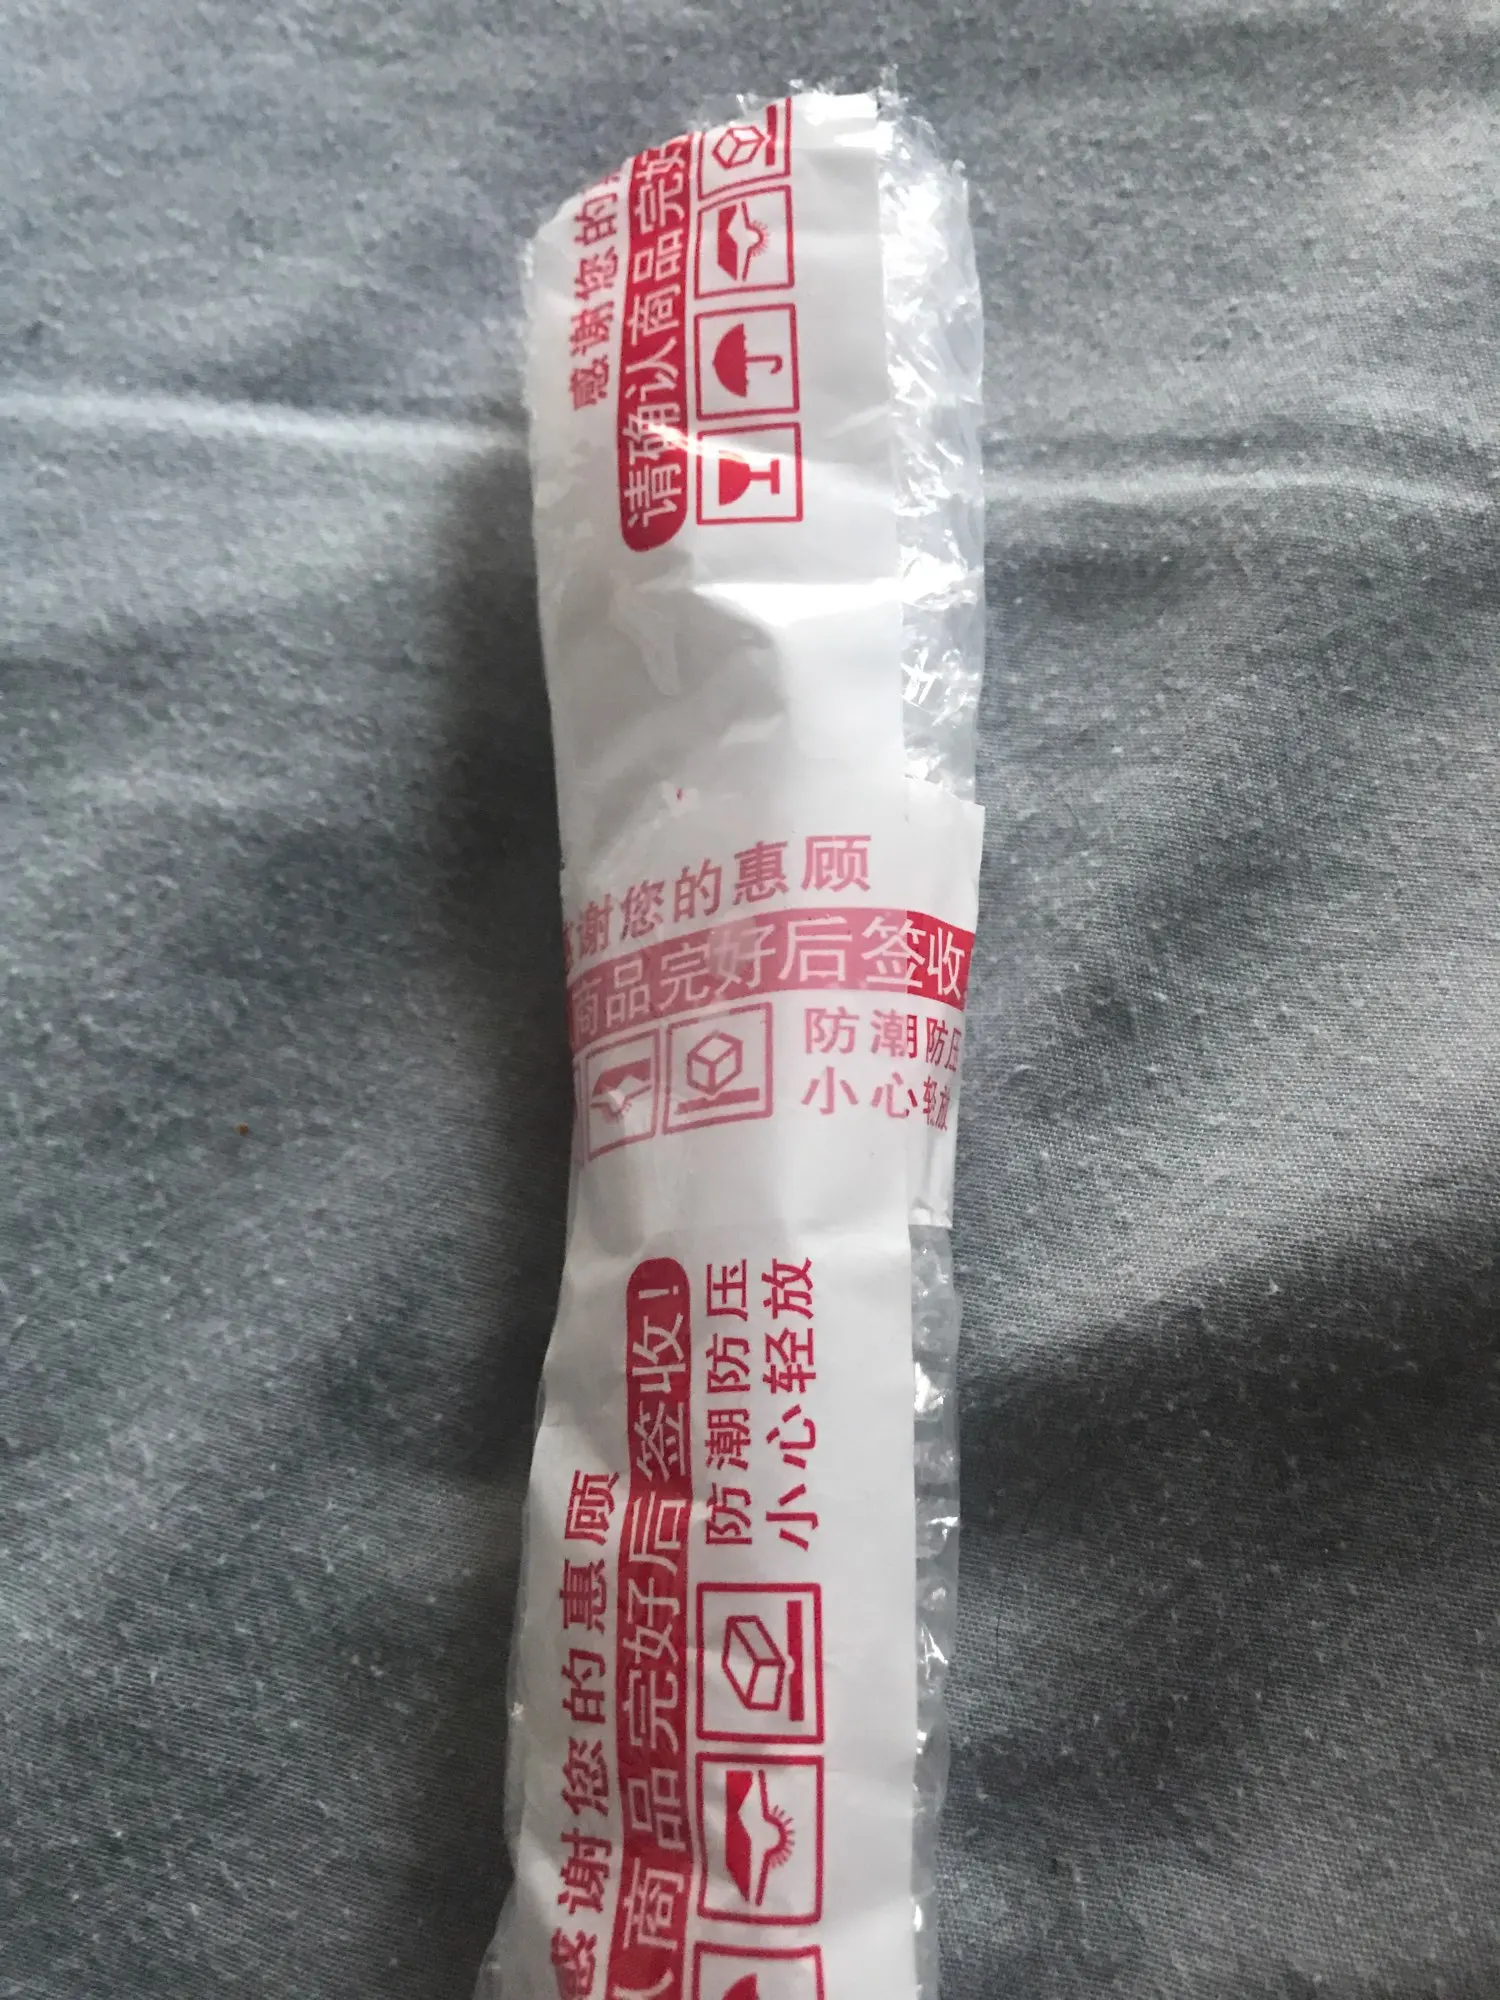 感谢您的
请确认商品完好
感谢您的惠顾
商品完好后签收
防潮防压
小心轻放
感谢您的惠顾
认商品完好后签收!
防潮防压
小心轻放